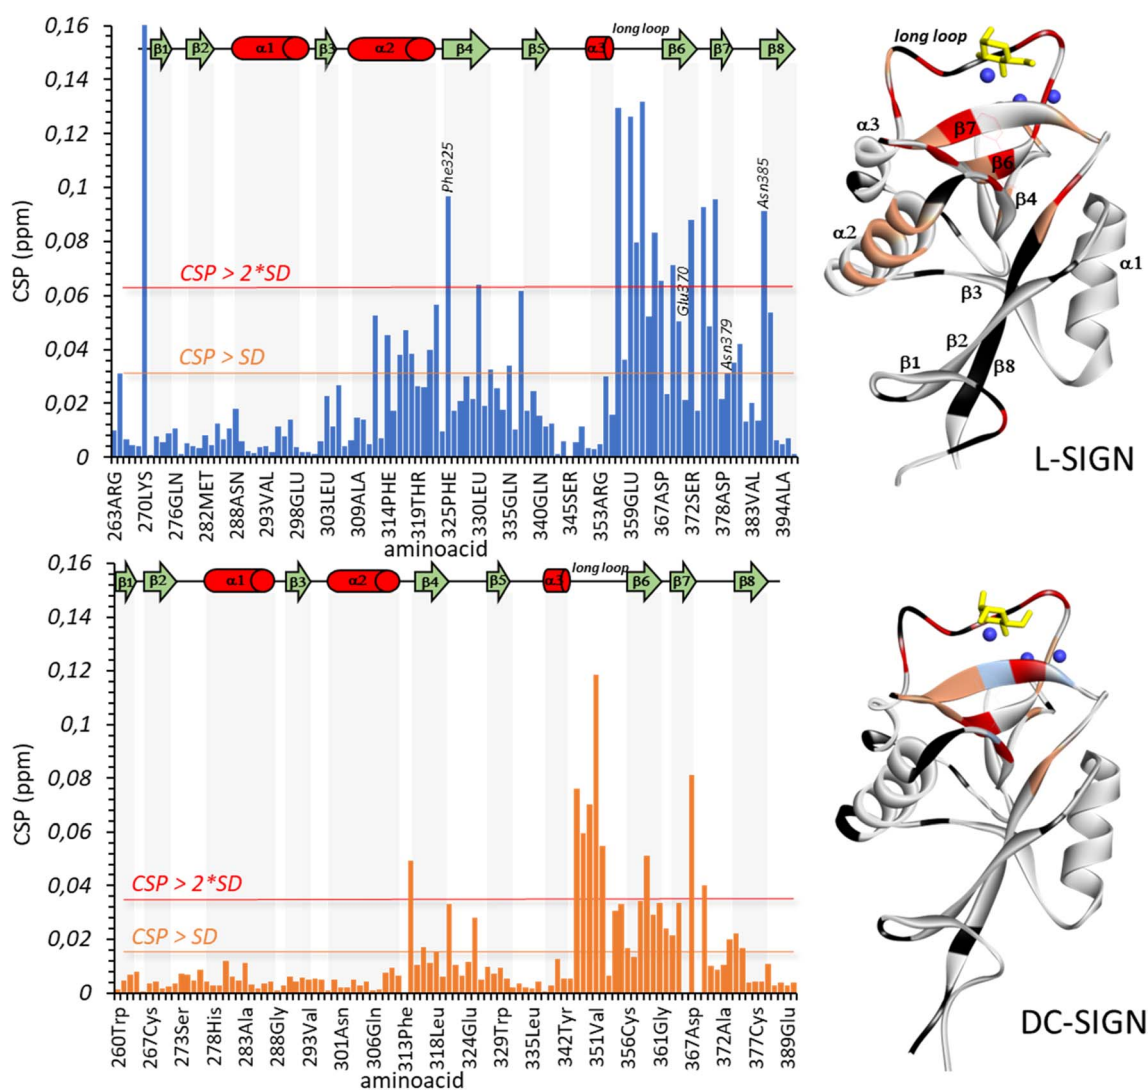 0,16
0,14
0,12
0,1
0,08
0,06
0,04
0,02
0
CSP (ppm)
β1 β2 α1 β3 α2 β4 β5 α3 long loop β6 β7 β8
CSP > 2*SD
CSP > SD
Phe325
Glu370
Asn379
Asn385
263ARG 270LYS 276GLN 282MET 288ASN 293VAL 298GLU 303LEU 309ALA 314PHE 319THR 325PHE 330LEU 335GLN 340GLN 345SER 353ARG 359GLU 367ASP 372SER 378ASP 383VAL 394ALA
aminoacid
long loop
β7
α3
β6
β4
α2
α1
β3
β2
β1
β8
L-SIGN
0,16
0,14
0,12
0,1
0,08
0,06
0,04
0,02
0
CSP (ppm)
β1 β2 α1 β3 α2 β4 β5 α3 long loop β6 β7 β8
CSP > 2*SD
CSP > SD
260Trp 267Cys 273Ser 278His 283Ala 288Gly 293Val 301Asn 306Gln 313Phe 318Leu 324Glu 329Trp 335Leu 342Tyr 351Val 356Cys 361Gly 367Asp 372Ala 377Cys 389Glu
aminoacid
DC-SIGN